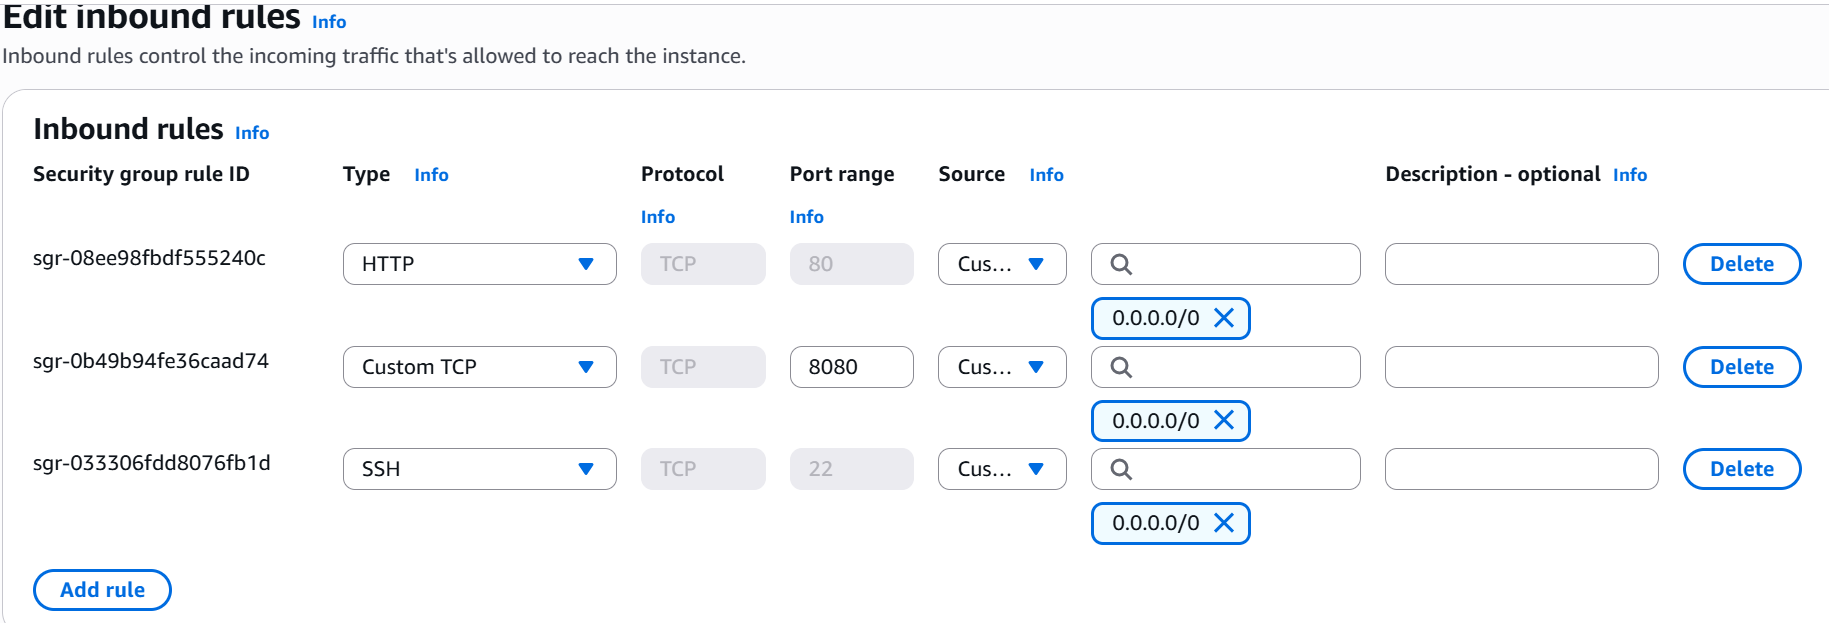 Edit inbound rules Info
Inbound rules control the incoming traffic that's allowed to reach the instance.
Inbound rules Info
Security group rule ID Type Info Protocol Port range Source Info Description - optional Info
Info Info
sgr-08ee98fbdf555240c HTTP TCP 80 Cus... Delete
0.0.0.0/0
sgr-0b49b94fe36caad74 Custom TCP TCP 8080 Cus... Delete
0.0.0.0/0
sgr-033306fdd8076fb1d SSH TCP 22 Cus... Delete
0.0.0.0/0
Add rule